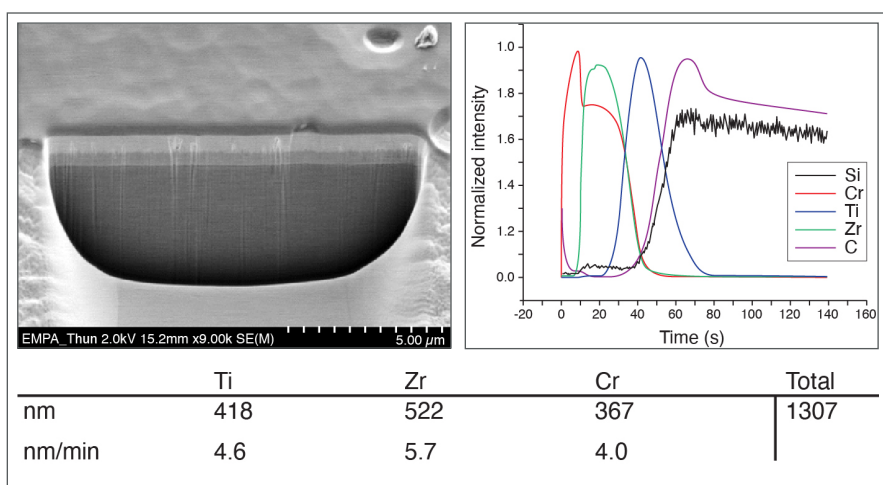 EMPA_Thun 2.0kV 15.2mm x9.00k SE(M)
5.00 µm
Normalized intensity
1.0
1.8
1.6
1.4
1.2
0.0
-20 0 20 40 60 80 100 120 140 160
Time (s)
Si
Cr
Ti
Zr
C
Ti Zr Cr Total
nm 418 522 367 1307
nm/min 4.6 5.7 4.0